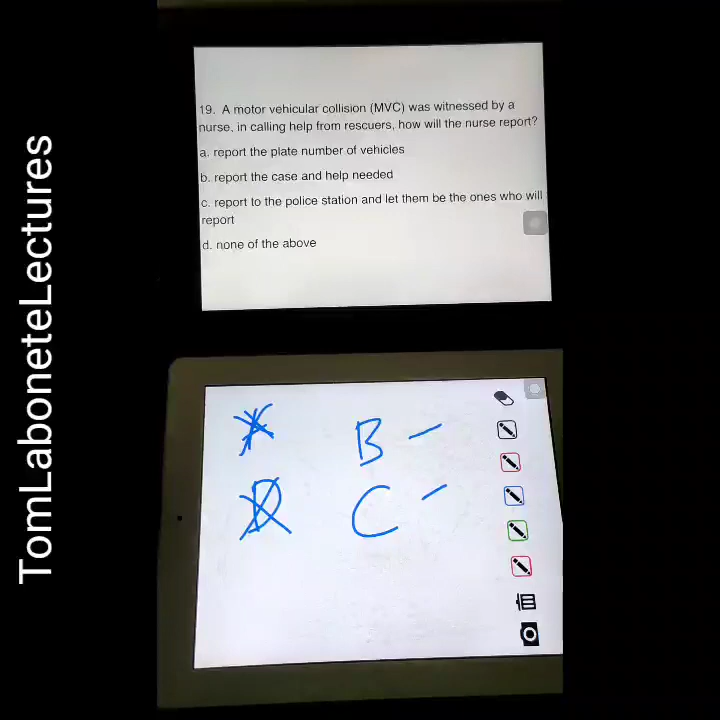 TomLaboneteLectures
19. A motor vehicular collision (MVC) was witnessed by a
nurse, in calling help from rescuers, how will the nurse report?
a. report the plate number of vehicles
b. report the case and help needed
c. report to the police station and let them be the ones who will
report
d. none of the above
B -
D C -